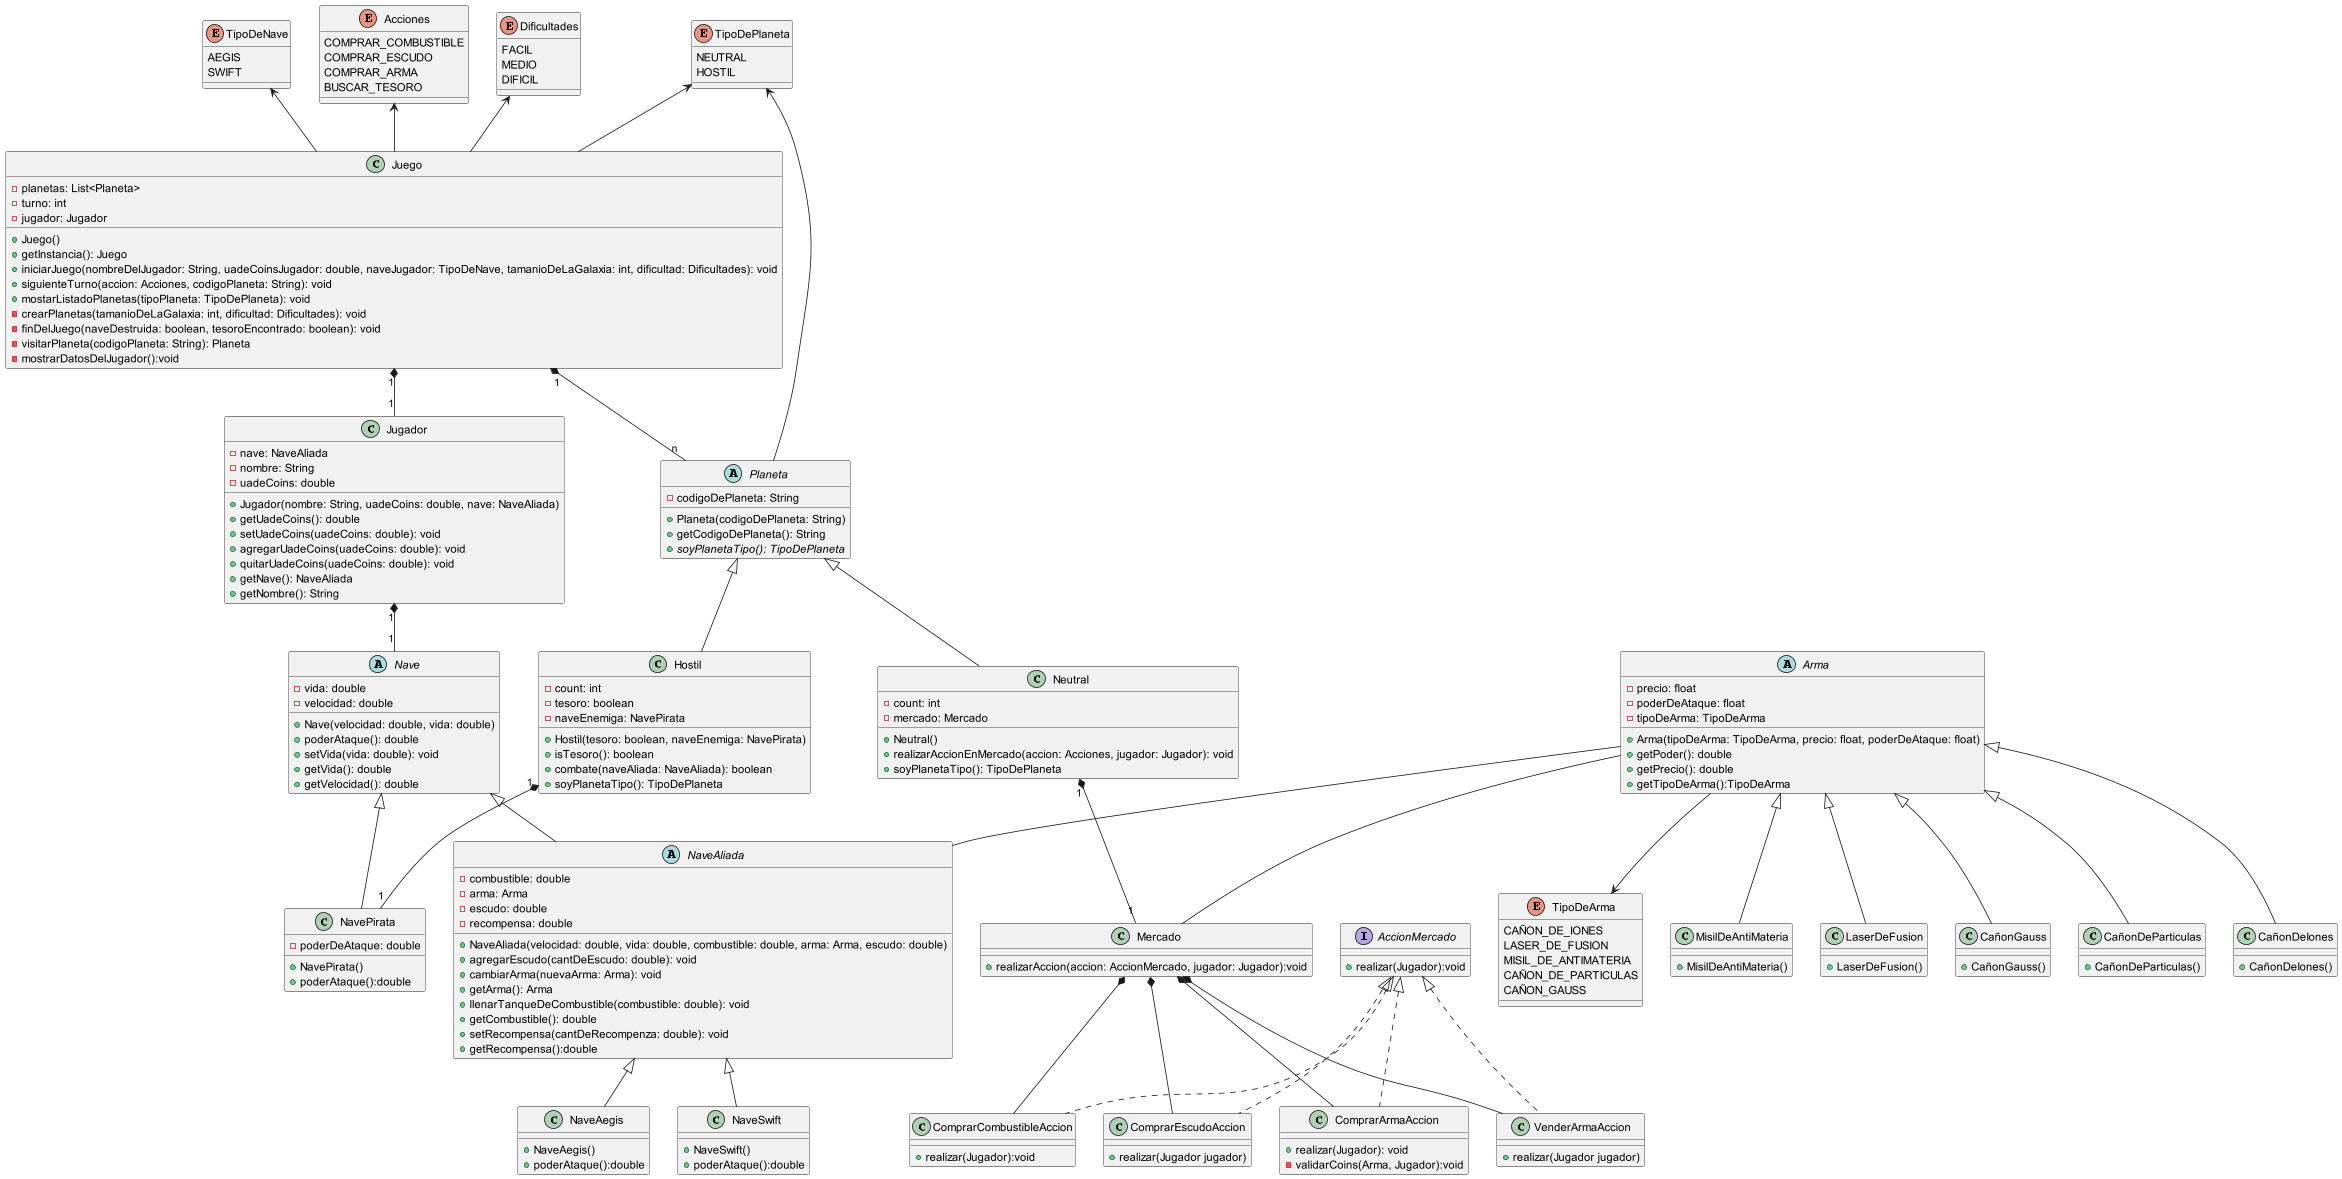 E TipoDeNave
AEGIS
SWIFT
E Acciones
COMPRAR_COMBUSTIBLE
COMPRAR_ESCUDO
COMPRAR_ARMA
BUSCAR_TESORO
E Dificultades
FACIL
MEDIO
DIFICIL
E TipoDePlaneta
NEUTRAL
HOSTIL
C Juego
planetas: List<Planeta>
turno: int
jugador: Jugador
Juego()
getInstancia(): Juego
iniciarJuego(nombreDelJugador: String, uadeCoinsJugador: double, naveJugador: TipoDeNave, tamanioDeLaGalaxia: int, dificultad: Dificultades): void
siguienteTurno(accion: Acciones, codigoPlaneta: String): void
mostarListadoPlanetas(tipoPlaneta: TipoDePlaneta): void
crearPlanetas(tamanioDeLaGalaxia: int, dificultad: Dificultades): void
finDelJuego(naveDestruida: boolean, tesoroEncontrado: boolean): void
visitarPlaneta(codigoPlaneta: String): Planeta
mostrarDatosDelJugador():void
1
1
1
n
C Jugador
nave: NaveAliada
nombre: String
uadeCoins: double
Jugador(nombre: String, uadeCoins: double, nave: NaveAliada)
getUadeCoins(): double
setUadeCoins(uadeCoins: double): void
agregarUadeCoins(uadeCoins: double): void
quitarUadeCoins(uadeCoins: double): void
getNave(): NaveAliada
getNombre(): String
A Planeta
codigoDePlaneta: String
Planeta(codigoDePlaneta: String)
getCodigoDePlaneta(): String
soyPlanetaTipo(): TipoDePlaneta
1
1
A Nave
vida: double
velocidad: double
Nave(velocidad: double, vida: double)
poderAtaque(): double
setVida(vida: double): void
getVida(): double
getVelocidad(): double
C Hostil
count: int
tesoro: boolean
naveEnemiga: NavePirata
Hostil(tesoro: boolean, naveEnemiga: NavePirata)
isTesoro(): boolean
combate(naveAliada: NaveAliada): boolean
soyPlanetaTipo(): TipoDePlaneta
C Neutral
count: int
mercado: Mercado
Neutral()
realizarAccionEnMercado(accion: Acciones, jugador: Jugador): void
soyPlanetaTipo(): TipoDePlaneta
A Arma
precio: float
poderDeAtaque: float
tipoDeArma: TipoDeArma
Arma(tipoDeArma: TipoDeArma, precio: float, poderDeAtaque: float)
getPoder(): double
getPrecio(): double
getTipoDeArma():TipoDeArma
1
1
1
1
C NavePirata
poderDeAtaque: double
NavePirata()
poderAtaque():double
A NaveAliada
combustible: double
arma: Arma
escudo: double
recompensa: double
NaveAliada(velocidad: double, vida: double, combustible: double, arma: Arma, escudo: double)
agregarEscudo(cantDeEscudo: double): void
cambiarArma(nuevaArma: Arma): void
getArma(): Arma
llenarTanqueDeCombustible(combustible: double): void
getCombustible(): double
setRecompensa(cantDeRecompenza: double): void
getRecompensa():double
C Mercado
realizarAccion(accion: AccionMercado, jugador: Jugador):void
I AccionMercado
realizar(Jugador):void
E TipoDeArma
CAÑON_DE_IONES
LASER_DE_FUSION
MISIL_DE_ANTIMATERIA
CAÑON_DE_PARTICULAS
CAÑON_GAUSS
C MisilDeAntiMateria
MisilDeAntiMateria()
C LaserDeFusion
LaserDeFusion()
C CañonGauss
CañonGauss()
C CañonDeParticulas
CañonDeParticulas()
C CañonDeIones
CañonDeIones()
C NaveAegis
NaveAegis()
poderAtaque():double
C NaveSwift
NaveSwift()
poderAtaque():double
C ComprarCombustibleAccion
realizar(Jugador):void
C ComprarEscudoAccion
realizar(Jugador jugador)
C ComprarArmaAccion
realizar(Jugador): void
validarCoins(Arma, Jugador):void
C VenderArmaAccion
realizar(Jugador jugador)